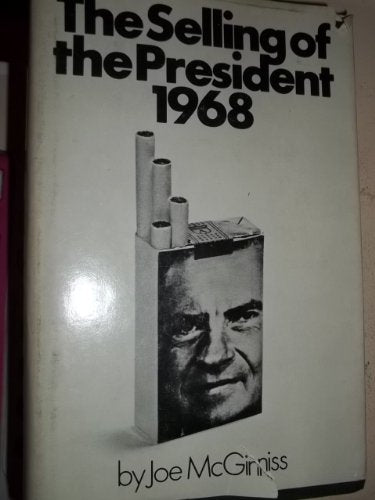 The Selling of
the President
1968
by Joe McGinniss